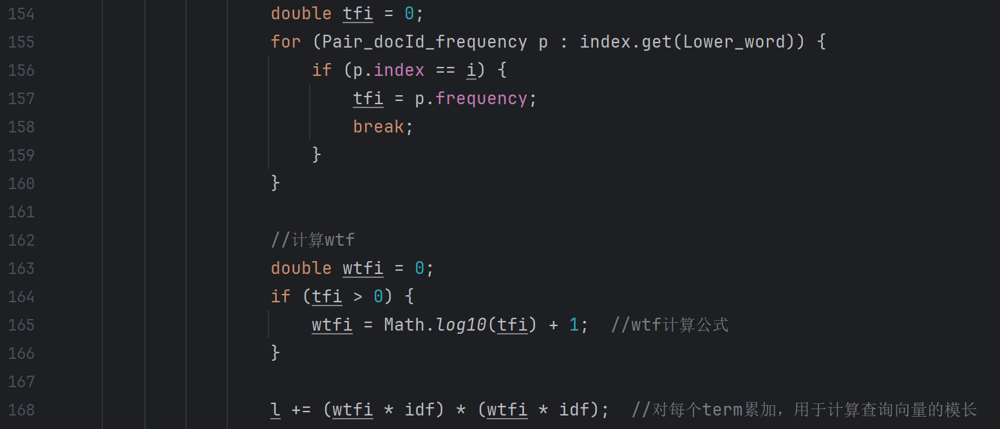 154 double tfi = 0;
155 for (Pair_docId_frequency p : index.get(Lower_word)) {
156 if (p.index == i) {
157 tfi = p.frequency;
158 break;
159 }
160 }
161
162 //计算wtf
163 double wtfi = 0;
164 if (tfi > 0) {
165 wtfi = Math.log10(tfi) + 1; //wtf计算公式
166 }
167
168 l += (wtfi * idf) * (wtfi * idf); //对每个term累加，用于计算查询向量的模长